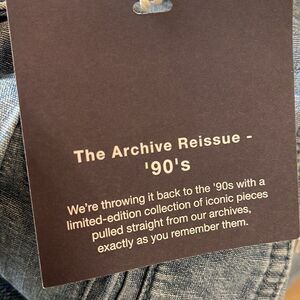 The Archive Reissue -
'90's
We're throwing it back to the '90s with a
limited-edition collection of iconic pieces
pulled straight from our archives,
exactly as you remember them.